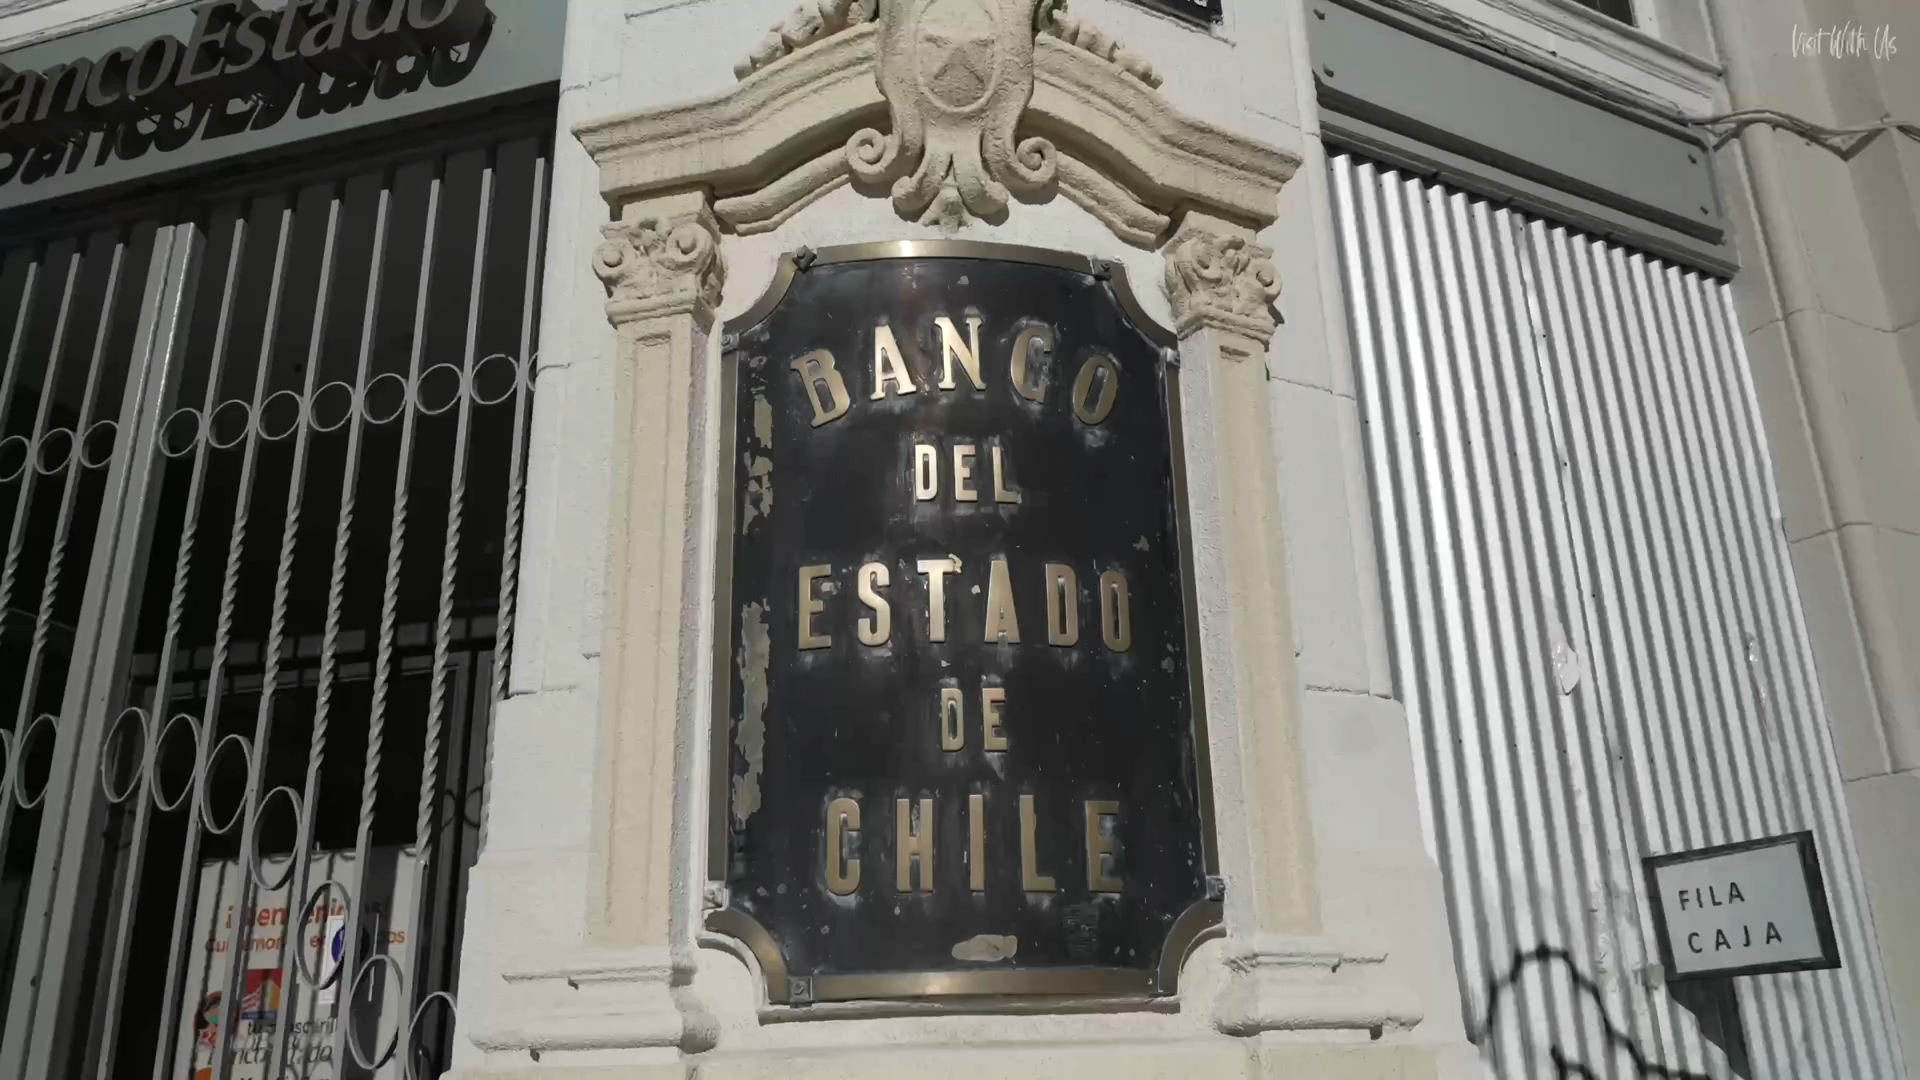 BancoEstado
Visit With Us
BANCO
DEL
ESTADO
DE
CHILE
FILA
CAJA